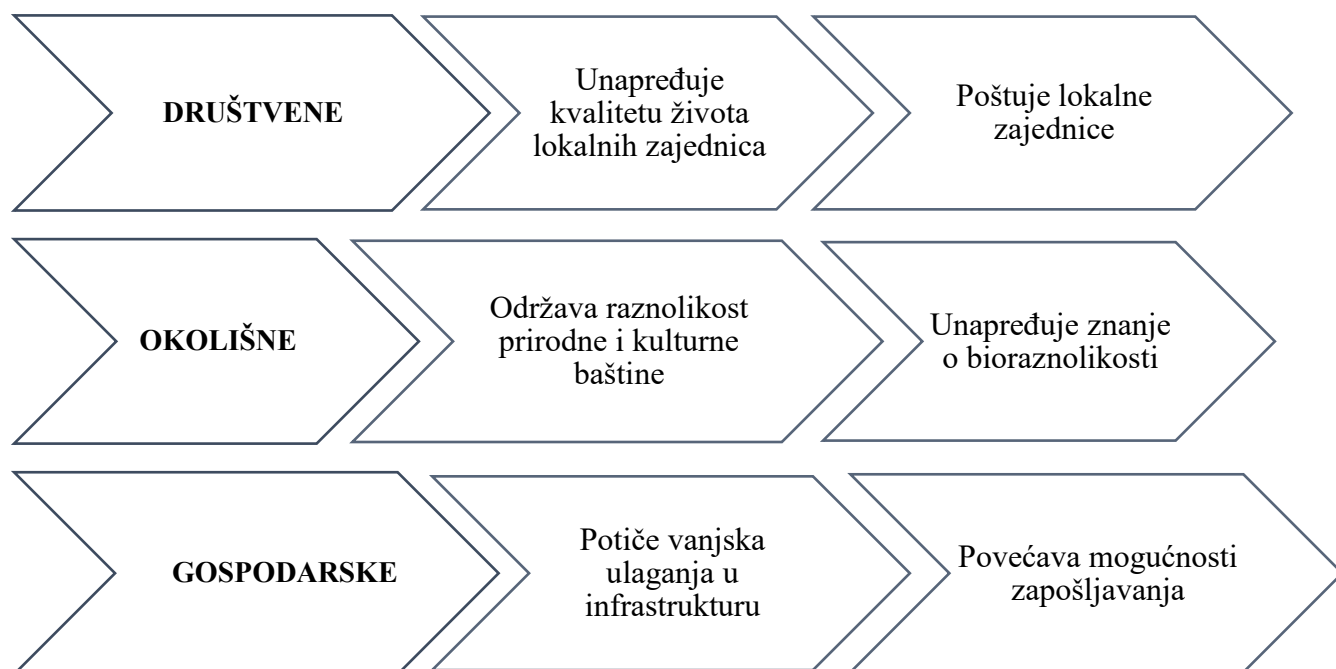 DRUŠTVENE
Unapređuje
kvalitetu života
lokalnih zajednica
Poštuje lokalne
zajednice
OKOLIŠNE
Održava raznolikost
prirodne i kulturne
baštine
Unapređuje znanje
o bioraznolikosti
GOSPODARSKE
Potiče vanjska
ulaganja u
infrastrukturu
Povećava mogućnosti
zapošljavanja